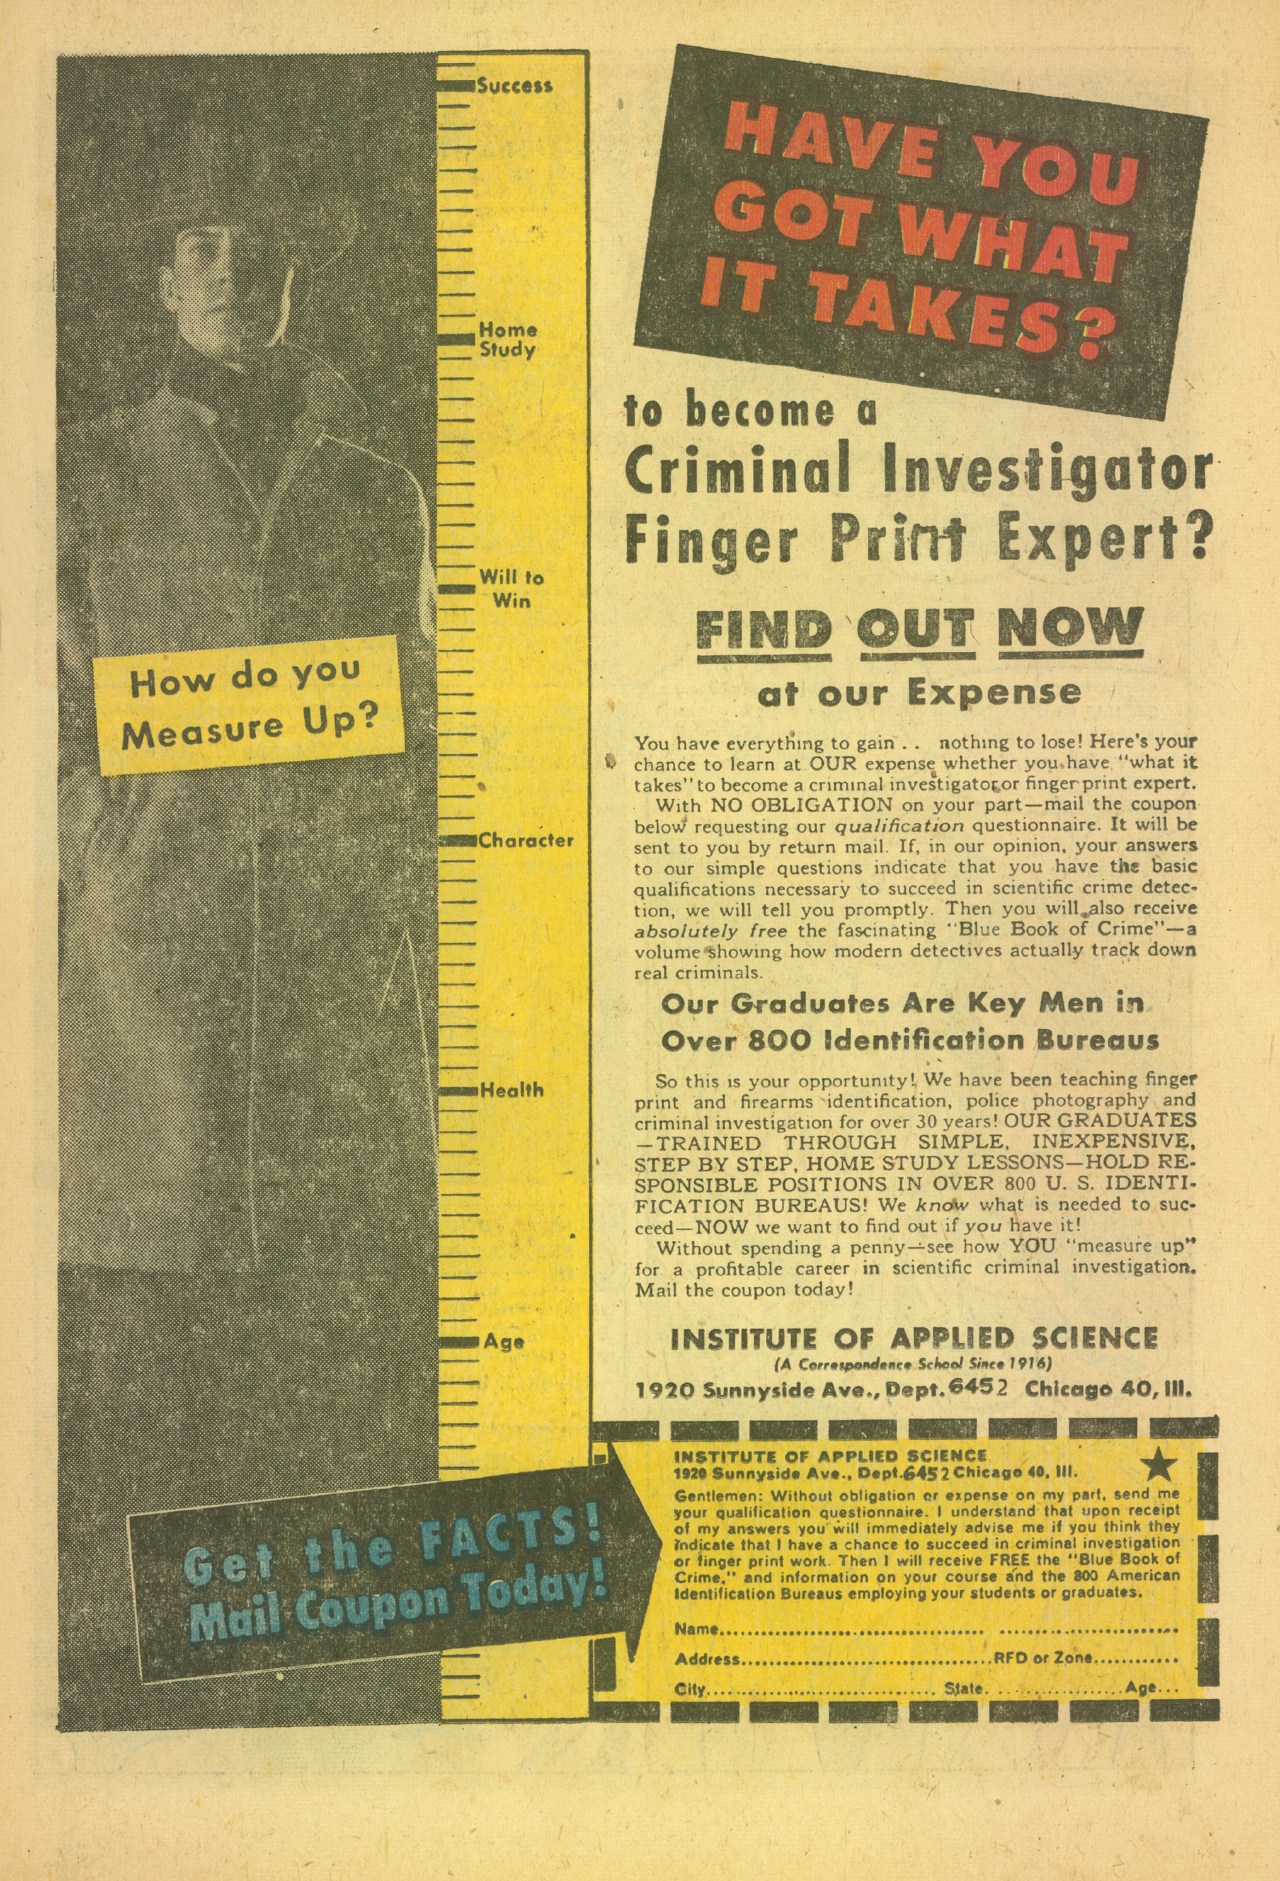 Success
Home
Study
Will to
Win
Character
Health
Age
How do you
Measure Up?
Get the FACTS!
Mail Coupon Today!
HAVE YOU
GOT WHAT
IT TAKES?
to become a
Criminal Investigator
Finger Print Expert?
FIND OUT NOW
at our Expense
You have everything to gain . . nothing to lose! Here's your
chance to learn at OUR expense whether you have "what it
takes" to become a criminal investigator or finger print expert.
With NO OBLIGATION on your part—mail the coupon
below requesting our qualification questionnaire. It will be
sent to you by return mail. If, in our opinion, your answers
to our simple questions indicate that you have the basic
qualifications necessary to succeed in scientific crime detec-
tion, we will tell you promptly. Then you will also receive
absolutely free the fascinating "Blue Book of Crime"—a
volume showing how modern detectives actually track down
real criminals.
Our Graduates Are Key Men in
Over 800 Identification Bureaus
So this is your opportunity! We have been teaching finger
print and firearms identification, police photography and
criminal investigation for over 30 years! OUR GRADUATES
—TRAINED THROUGH SIMPLE, INEXPENSIVE,
STEP BY STEP, HOME STUDY LESSONS—HOLD RE-
SPONSIBLE POSITIONS IN OVER 800 U. S. IDENTI-
FICATION BUREAUS! We know what is needed to suc-
ceed—NOW we want to find out if you have it!
Without spending a penny—see how YOU "measure up"
for a profitable career in scientific criminal investigation.
Mail the coupon today!
INSTITUTE OF APPLIED SCIENCE
(A Correspondence School Since 1916)
1920 Sunnyside Ave., Dept. 6452 Chicago 40, Ill.
INSTITUTE OF APPLIED SCIENCE
1920 Sunnyside Ave., Dept. 6452 Chicago 40, Ill.
Gentlemen: Without obligation or expense on my part, send me
your qualification questionnaire. I understand that upon receipt
of my answers you will immediately advise me if you think they
indicate that I have a chance to succeed in criminal investigation
or finger print work. Then I will receive FREE the "Blue Book of
Crime," and information on your course and the 800 American
Identification Bureaus employing your students or graduates.
Name
Address RFD or Zone
City State Age